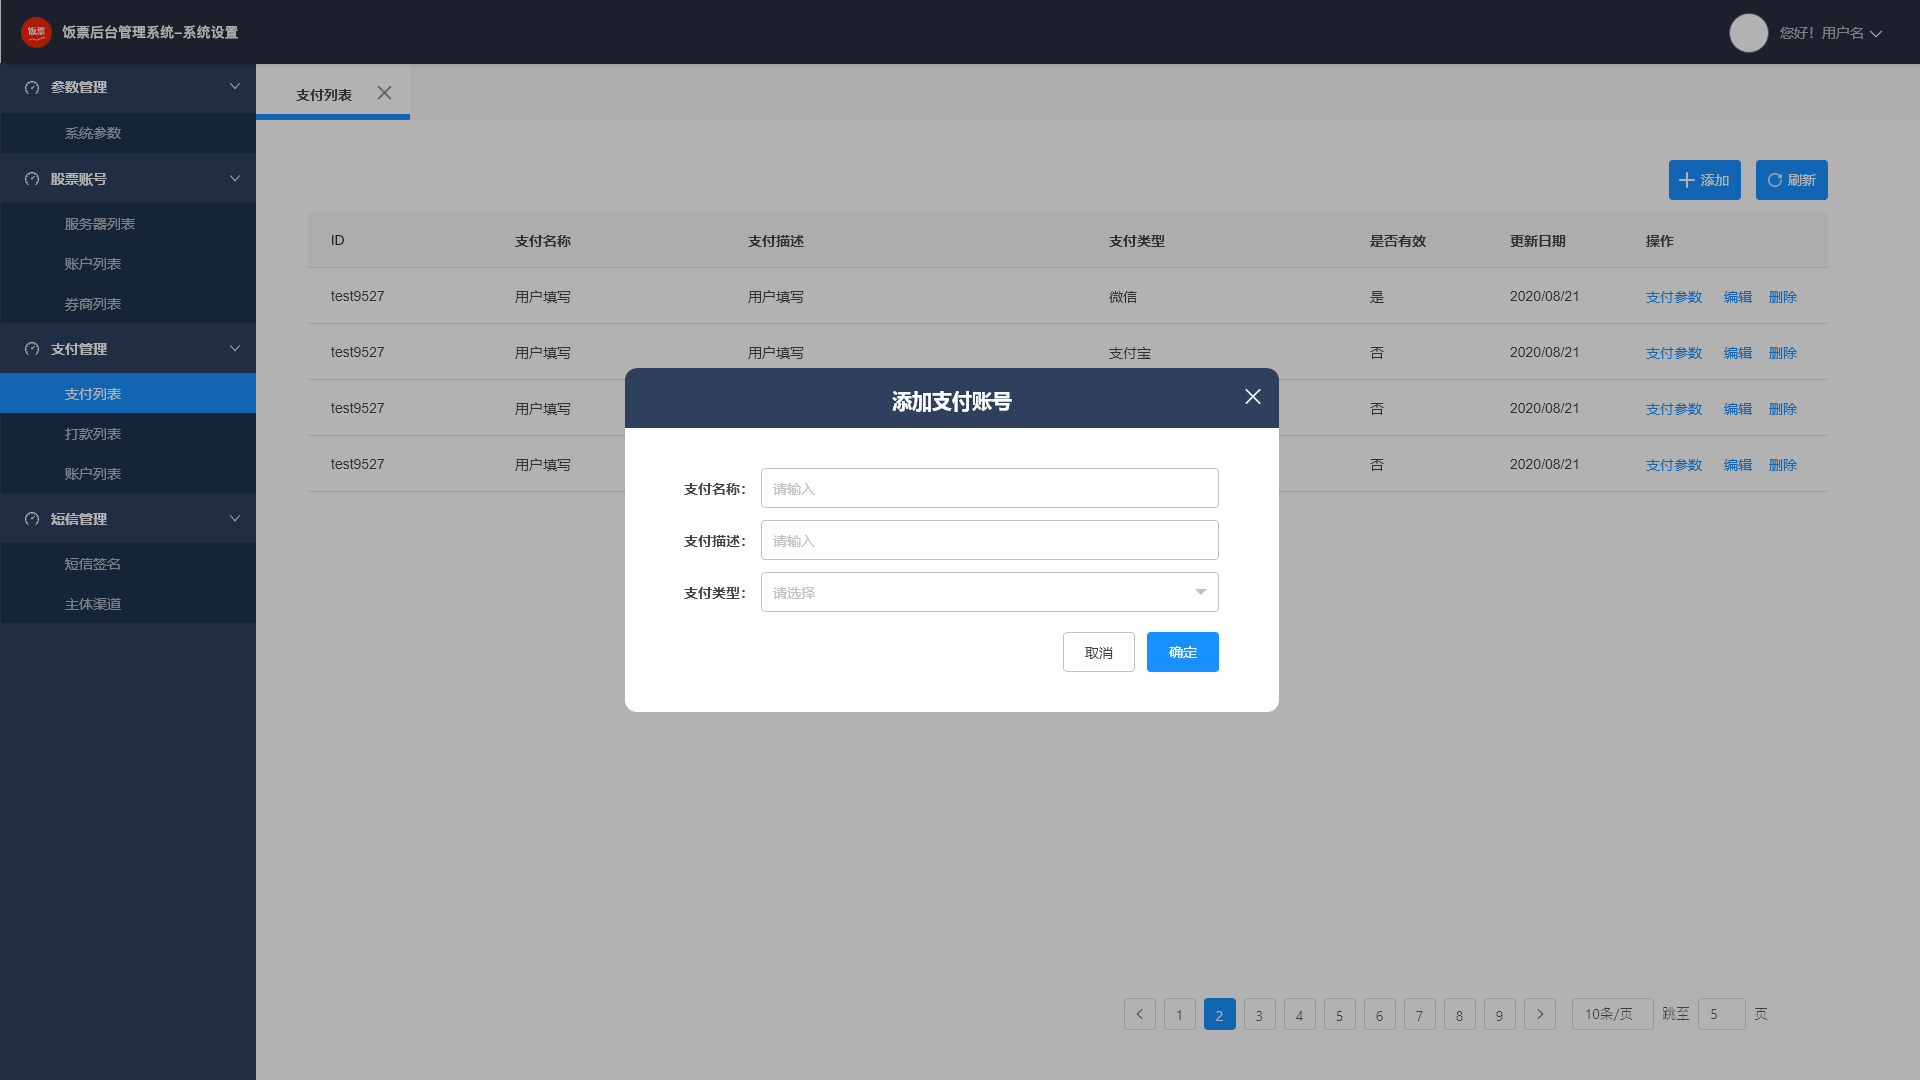 饭票
饭票后台管理系统-系统设置
您好！用户名
参数管理
系统参数
股票账号
服务器列表
账户列表
券商列表
支付管理
支付列表
打款列表
账户列表
短信管理
短信签名
主体渠道
支付列表
添加
刷新
ID 支付名称 支付描述 支付类型 是否有效 更新日期 操作
test9527 用户填写 用户填写 微信 是 2020/08/21 支付参数 编辑 删除
test9527 用户填写 用户填写 支付宝 否 2020/08/21 支付参数 编辑 删除
test9527 用户填写 否 2020/08/21 支付参数 编辑 删除
test9527 用户填写 否 2020/08/21 支付参数 编辑 删除
添加支付账号
支付名称： 请输入
支付描述： 请输入
支付类型： 请选择
取消 确定
1 2 3 4 5 6 7 8 9 10条/页 跳至 5 页